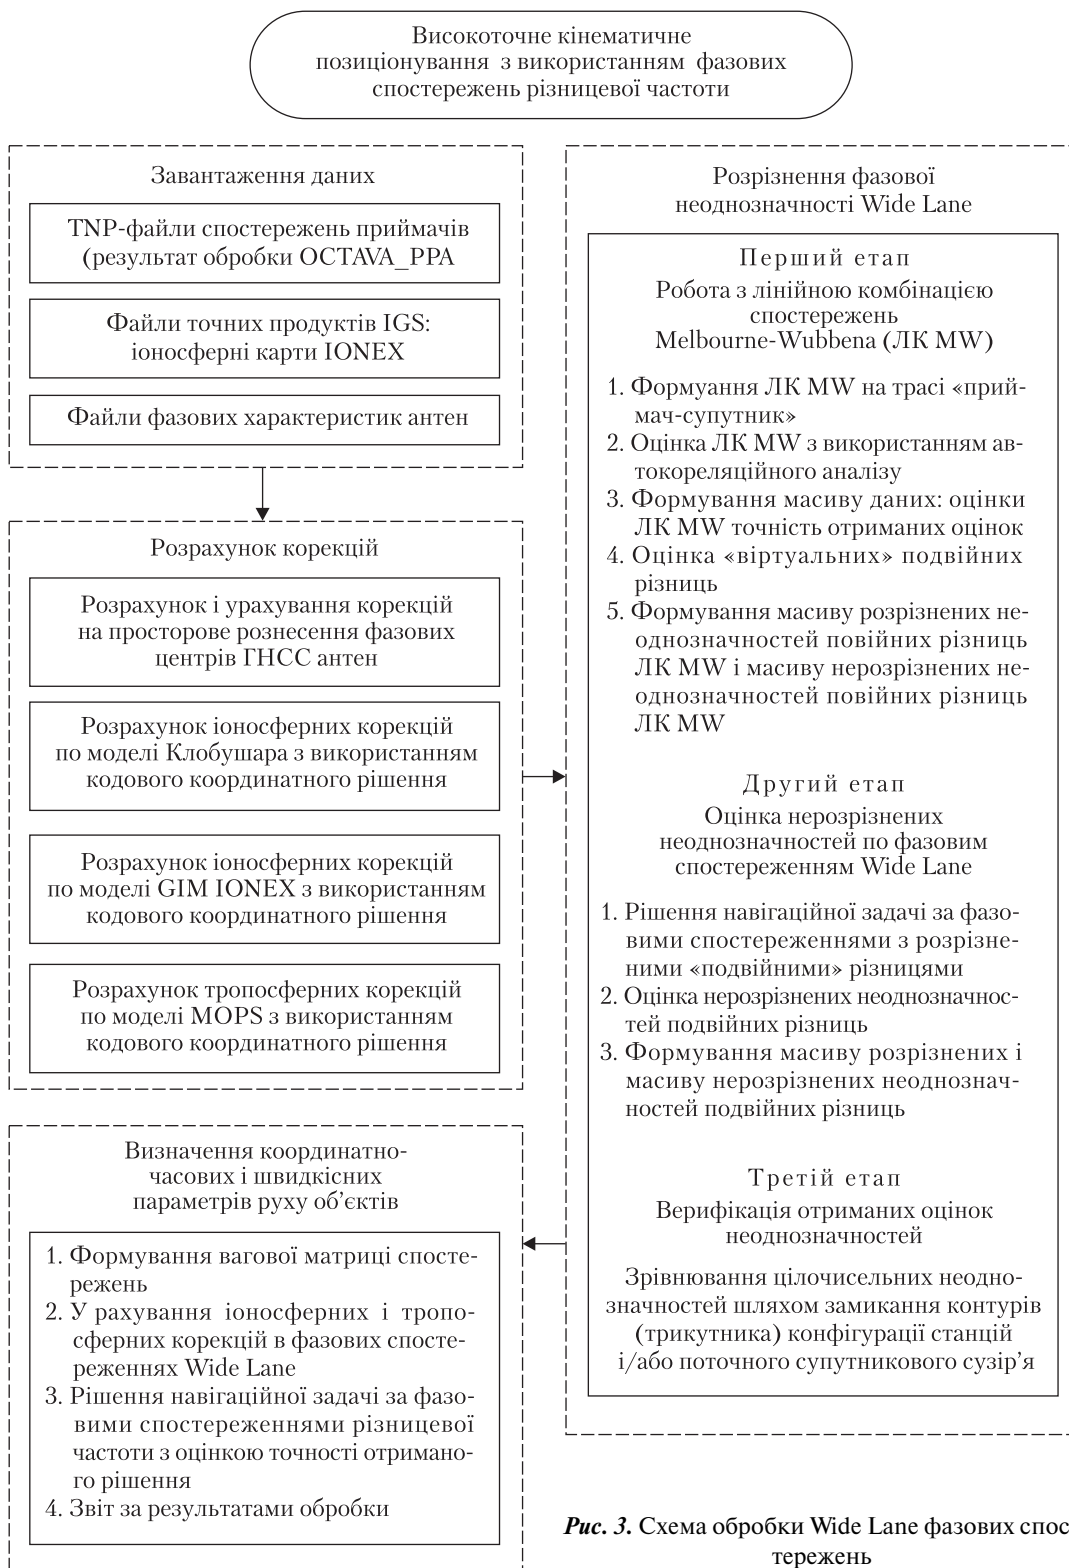 Високоточне кінематичне
позиціонування з використанням фазових
спостережень різницевої частоти
Завантаження даних
TNP-файли спостережень приймачів
(результат обробки OCTAVA_PPA
Файли точних продуктів IGS:
іоносферні карти IONEX
Файли фазових характеристик антен
Розрахунок корекцій
Розрахунок і урахування корекцій
на просторове рознесення фазових
центрів ГНСС антен
Розрахунок іоносферних корекцій
по моделі Клобушара з використанням
кодового координатного рішення
Розрахунок іоносферних корекцій
по моделі GIM IONEX з використанням
кодового координатного рішення
Розрахунок тропосферних корекцій
по моделі MOPS з використанням
кодового координатного рішення
Розрізнення фазової
неоднозначності Wide Lane
Перший етап
Робота з лінійною комбінацією
спостережень
Melbourne-Wubbena (ЛК MW)
1. Формуання ЛК MW на трасі «прий-
мач-супутник»
2. Оцінка ЛК MW з використанням ав-
токореляційного аналізу
3. Формування масиву даних: оцінки
ЛК MW точність отриманих оцінок
4. Оцінка «віртуальних» подвійних
різниць
5. Формування масиву розрізнених не-
однозначностей повійних різниць
ЛК MW і масиву нерозрізнених не-
однозначностей повійних різниць
ЛК MW
Другий етап
Оцінка нерозрізнених
неоднозначностей по фазовим
спостереженням Wide Lane
1. Рішення навігаційної задачі за фазо-
вими спостереженнями з розрізне-
ними «подвійними» різницями
2. Оцінка нерозрізнених неоднозначнос-
тей подвійних різниць
3. Формування масиву розрізнених і
масиву нерозрізнених неоднознач-
ностей подвійних різниць
Третій етап
Верифікація отриманих оцінок
неоднозначностей
Зрівнювання цілочисельних неодно-
значностей шляхом замикання контурів
(трикутника) конфігурації станцій
і/або поточного супутникового сузір’я
Визначення координатно-
часових і швидкісних
параметрів руху об’єктів
1. Формування вагової матриці спосте-
режень
2. У рахування іоносферних і тропо-
сферних корекцій в фазових спосте-
реженнях Wide Lane
3. Рішення навігаційної задачі за фазо-
вими спостереженнями різницевої
частоти з оцінкою точності отримано-
го рішення
4. Звіт за результатами обробки
Рис. 3. Схема обробки Wide Lane фазових спос-
тережень